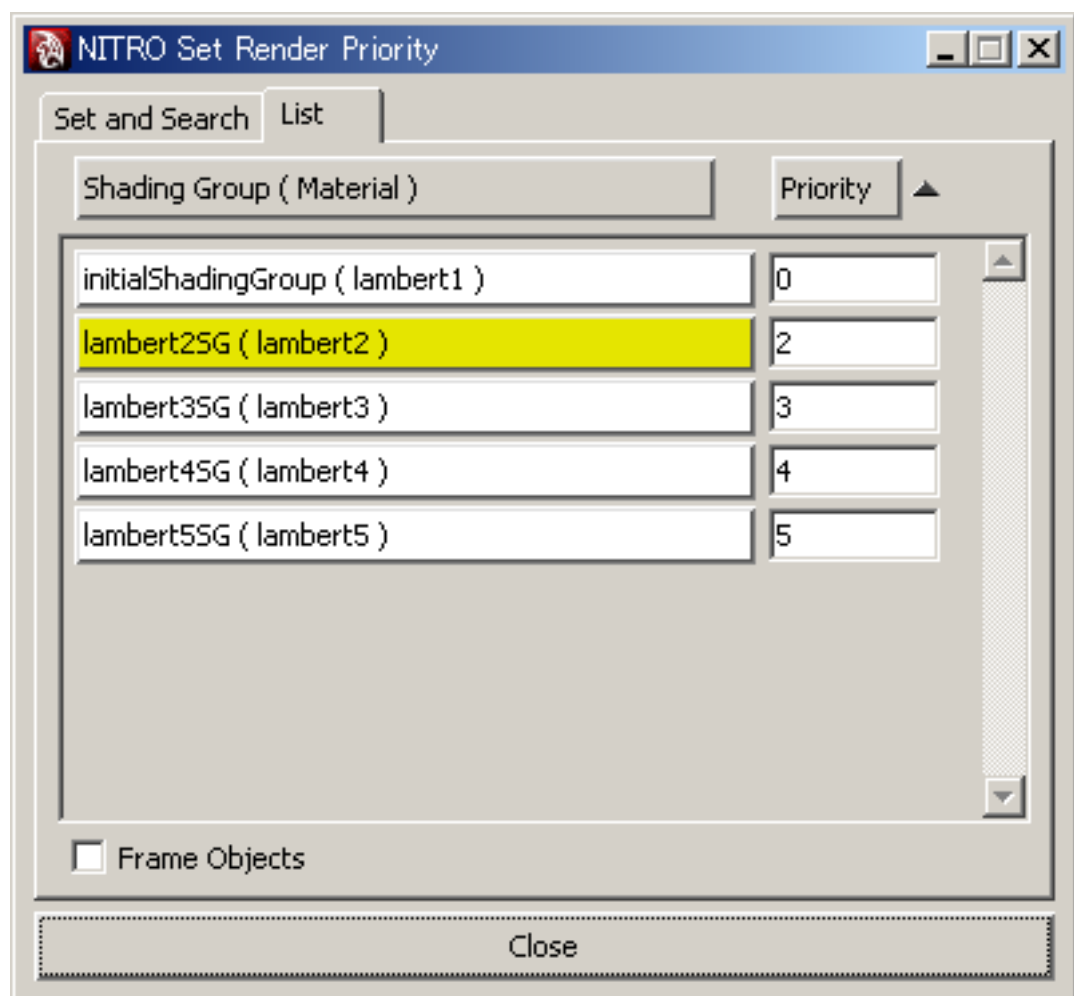 NITRO Set Render Priority
Set and Search List
Shading Group ( Material ) Priority
initialShadingGroup ( lambert1 ) 0
lambert2SG ( lambert2 ) 2
lambert3SG ( lambert3 ) 3
lambert4SG ( lambert4 ) 4
lambert5SG ( lambert5 ) 5
Frame Objects
Close